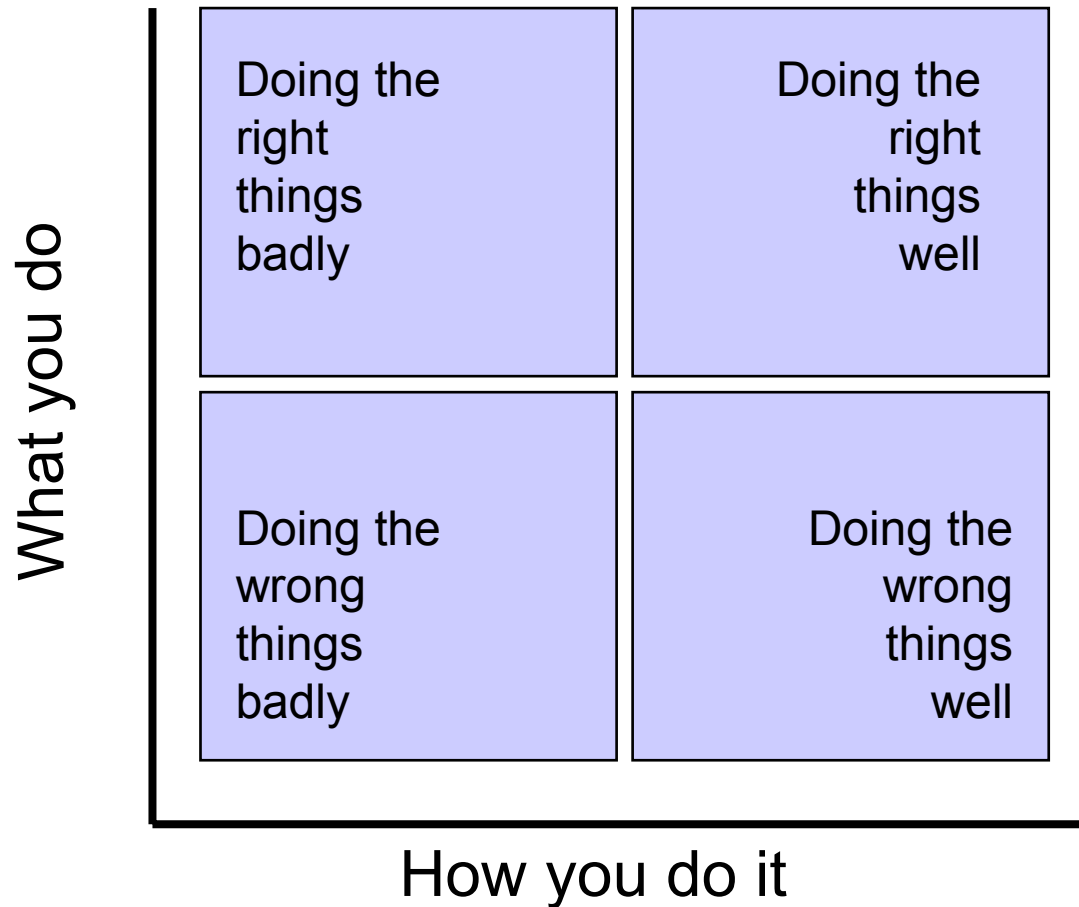 What you do
Doing the
right
things
badly
Doing the
right
things
well
Doing the
wrong
things
badly
Doing the
wrong
things
well
How you do it